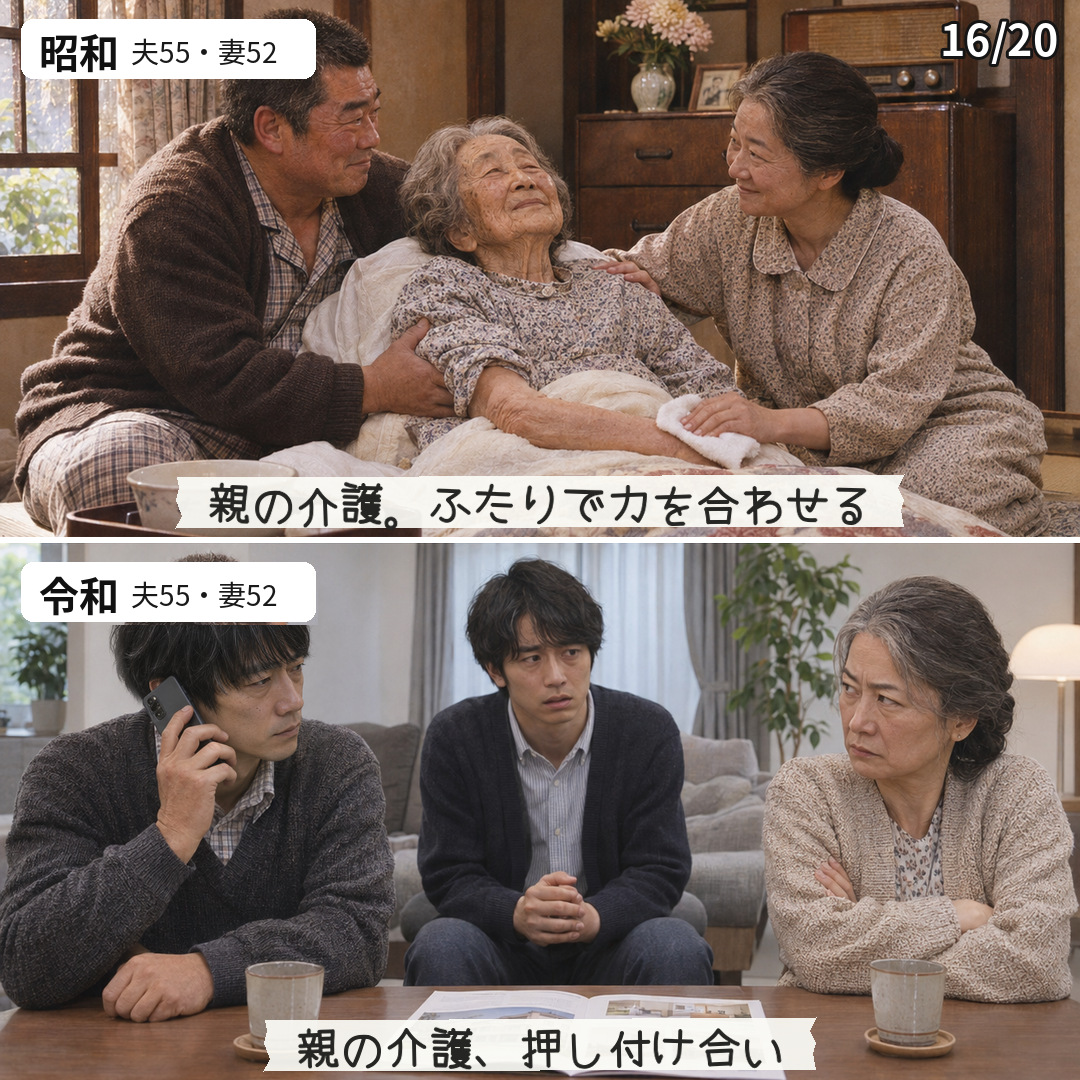 昭和 夫55・妻52
16/20
親の介護。ふたりで力を合わせる
令和 夫55・妻52
親の介護、押し付け合い